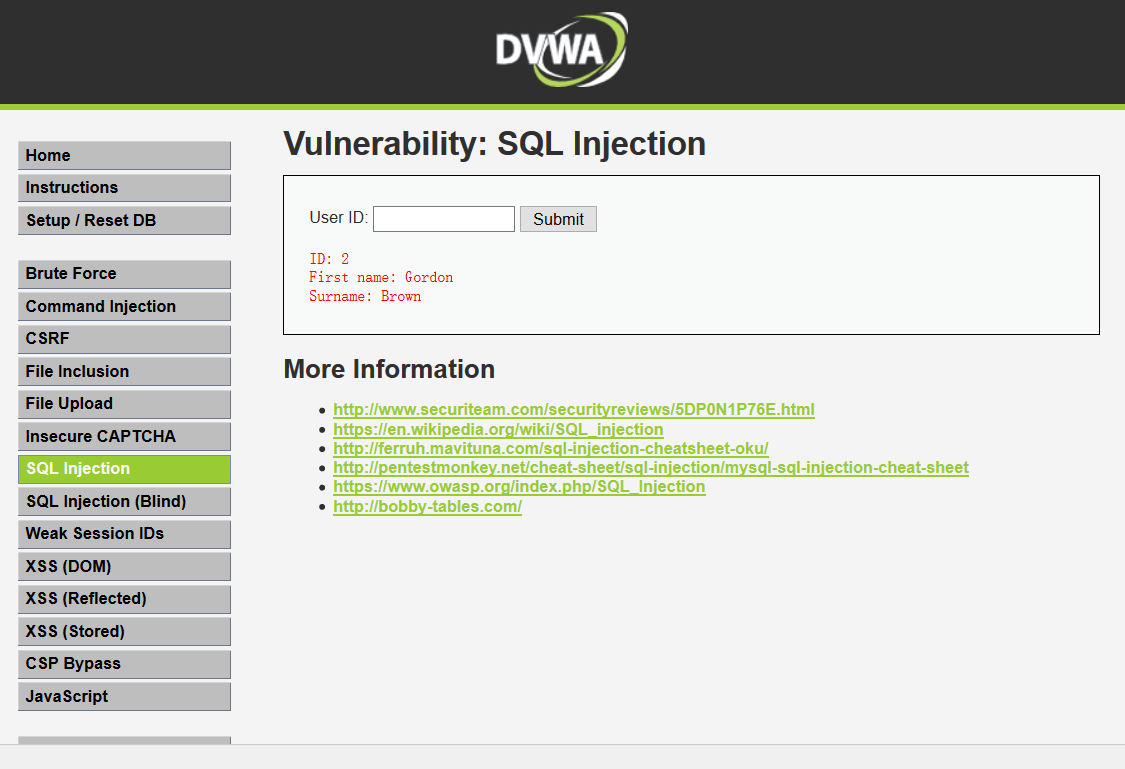 DVWA
Home
Instructions
Setup / Reset DB
Brute Force
Command Injection
CSRF
File Inclusion
File Upload
Insecure CAPTCHA
SQL Injection
SQL Injection (Blind)
Weak Session IDs
XSS (DOM)
XSS (Reflected)
XSS (Stored)
CSP Bypass
JavaScript
Vulnerability: SQL Injection
User ID: Submit
ID: 2
First name: Gordon
Surname: Brown
More Information
http://www.securiteam.com/securityreviews/5DP0N1P76E.html
https://en.wikipedia.org/wiki/SQL_injection
http://ferruh.mavituna.com/sql-injection-cheatsheet-oku/
http://pentestmonkey.net/cheat-sheet/sql-injection/mysql-sql-injection-cheat-sheet
https://www.owasp.org/index.php/SQL_Injection
http://bobby-tables.com/